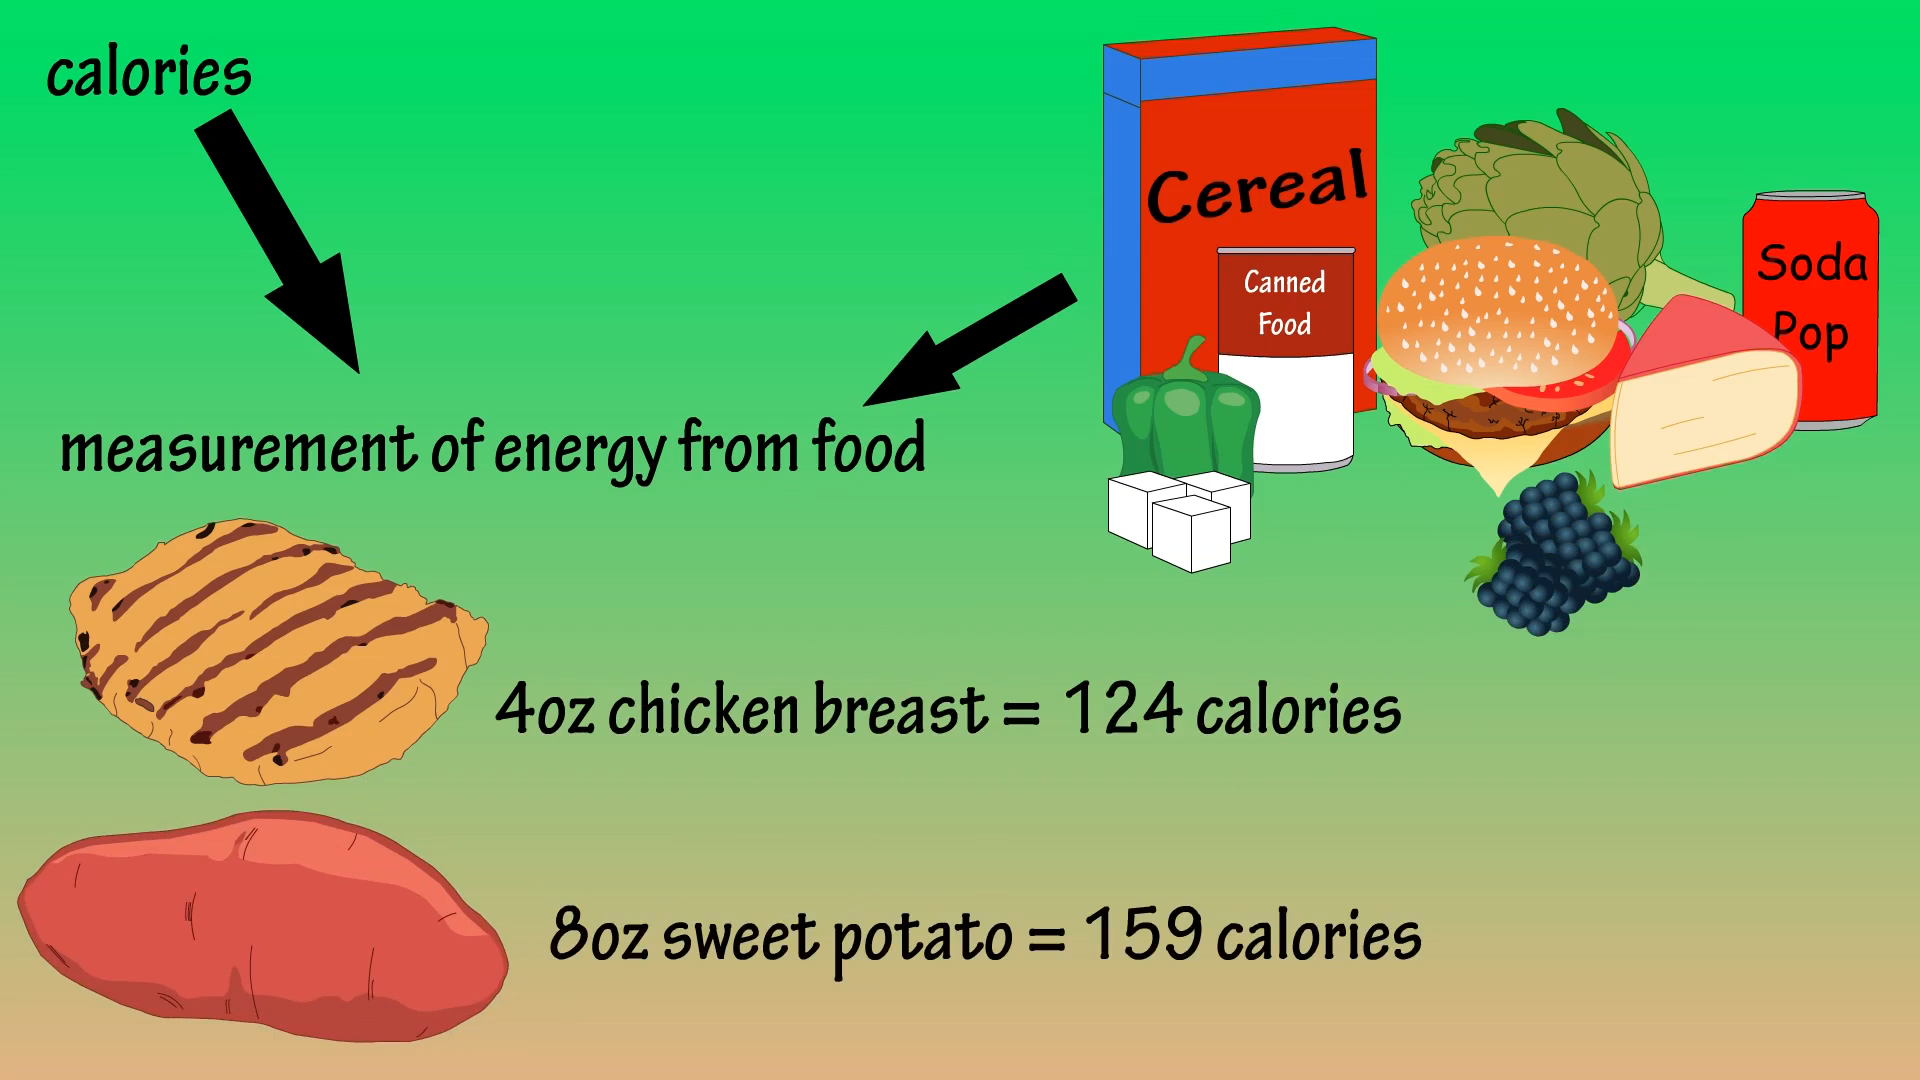 calories
Cereal
Canned
Food
Soda
Pop
measurement of energy from food
4oz chicken breast = 124 calories
8oz sweet potato = 159 calories